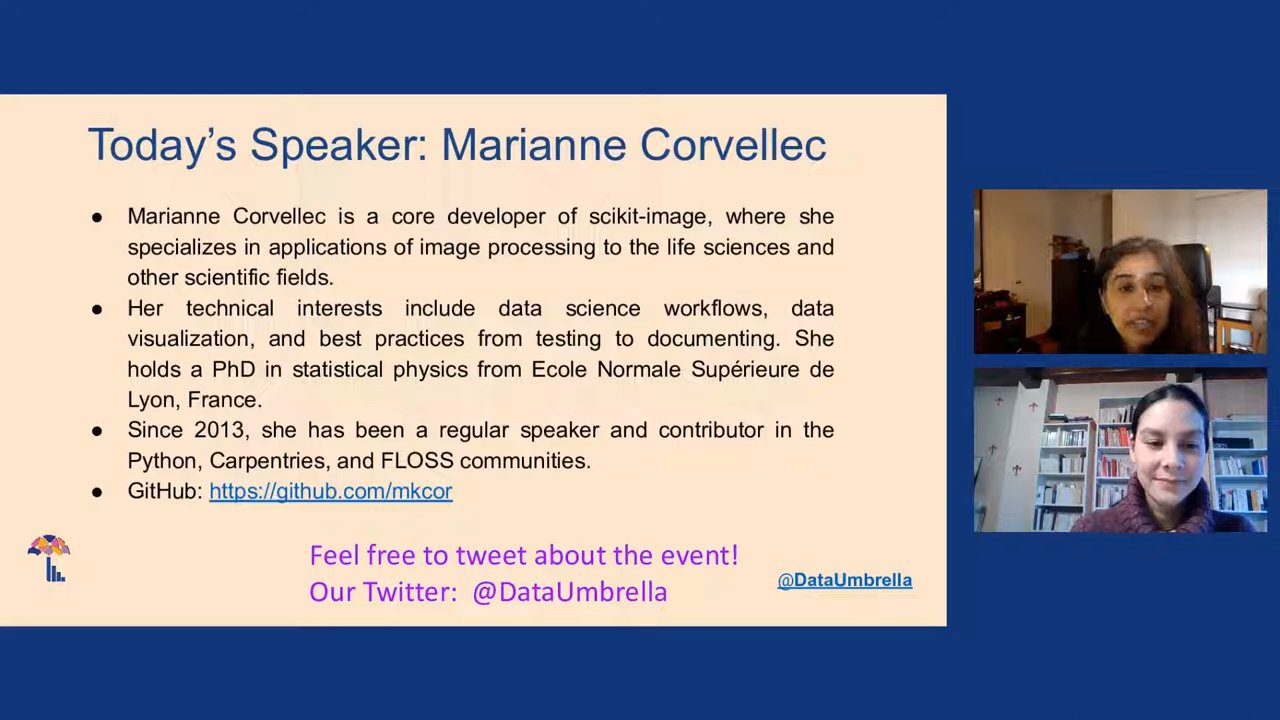 Today's Speaker: Marianne Corvellec
● Marianne Corvellec is a core developer of scikit-image, where she
specializes in applications of image processing to the life sciences and
other scientific fields.
● Her technical interests include data science workflows, data
visualization, and best practices from testing to documenting. She
holds a PhD in statistical physics from Ecole Normale Supérieure de
Lyon, France.
● Since 2013, she has been a regular speaker and contributor in the
Python, Carpentries, and FLOSS communities.
● GitHub: https://github.com/mkcor
Feel free to tweet about the event!
Our Twitter: @DataUmbrella
@DataUmbrella